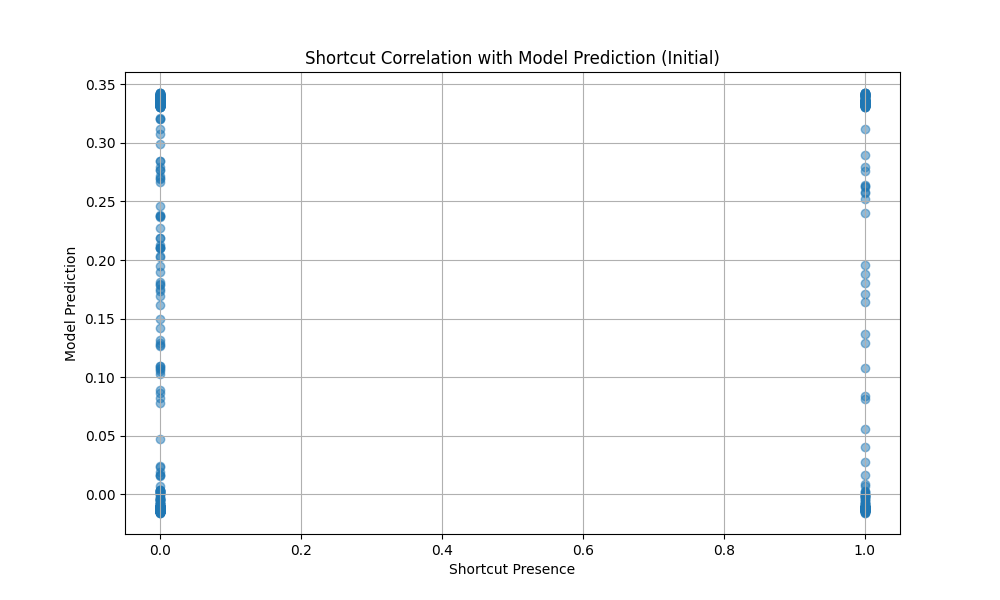 Shortcut Correlation with Model Prediction (Initial)
Model Prediction
0.35
0.30
0.25
0.20
0.15
0.10
0.05
0.00
0.0 0.2 0.4 0.6 0.8 1.0
Shortcut Presence